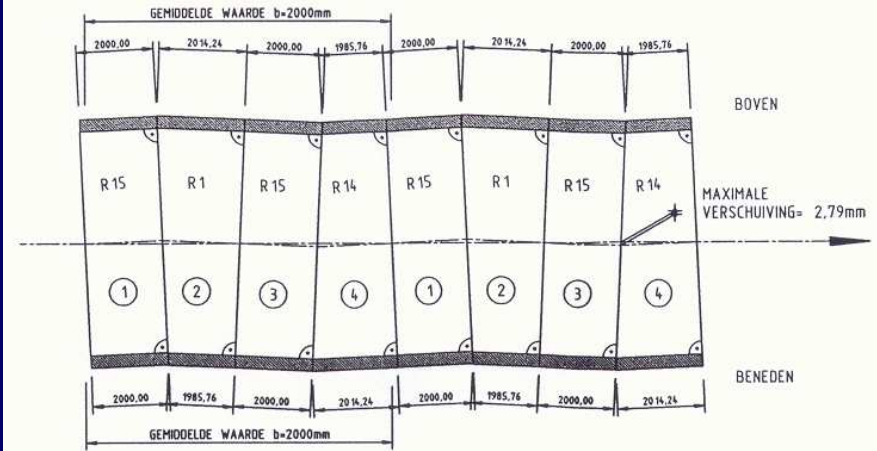 GEMIDDELDE WAARDE b=2000mm
2000,00 2014,24 2000,00 1985,76 2000,00 2014,24 2000,00 1985,76
BOVEN
R15 R1 R15 R14 R15 R1 R15 R14
MAXIMALE
VERSCHUIVING= 2,79mm
1 2 3 4 1 2 3 4
BENEDEN
2000,00 1985,76 2000,00 2014,24 2000,00 1985,76 2000,00 2014,24
GEMIDDELDE WAARDE b=2000mm